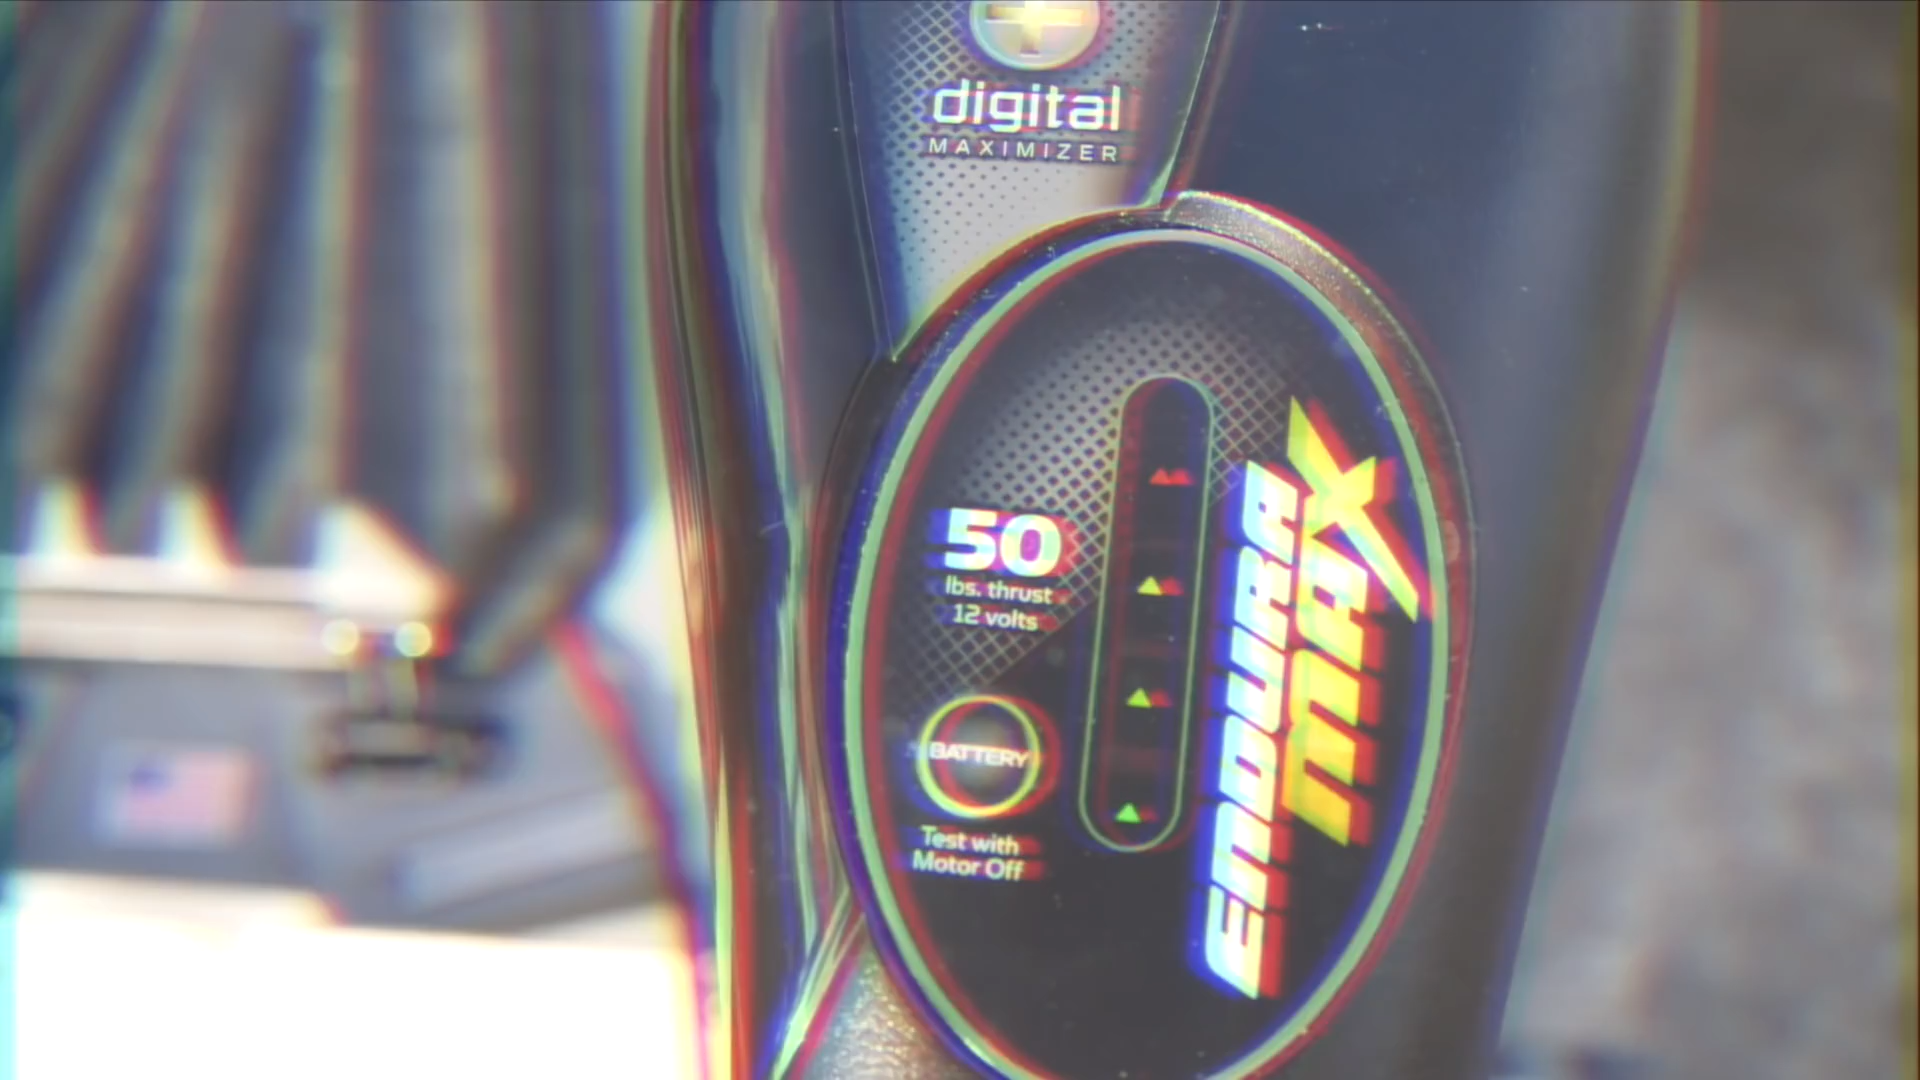 digital
MAXIMIZER
50
lbs. thrust
12 volts
BATTERY
Test with
Motor Off
ENDURA
MAX